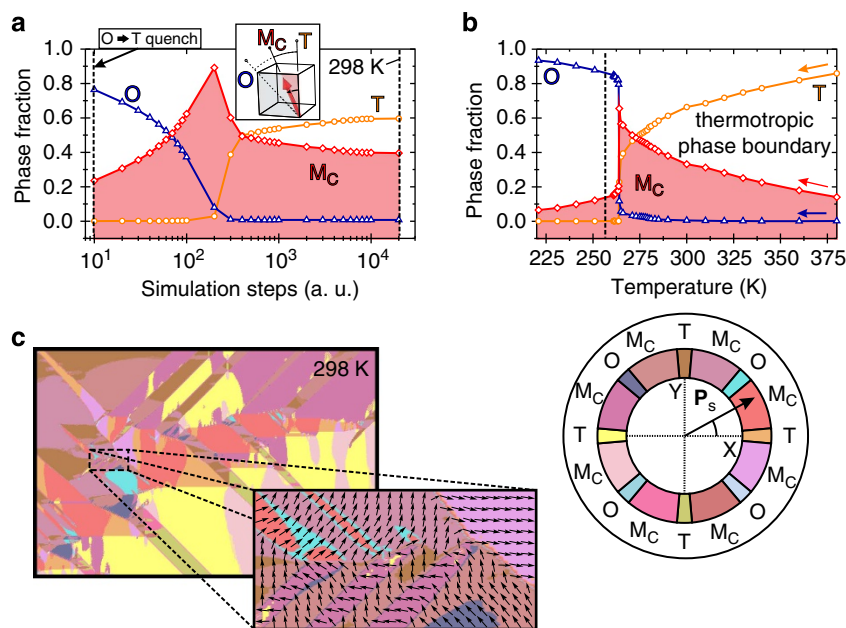 a
O ➡ T quench
M_C
T
O
298 K
1.0
0.8
0.6
0.4
0.2
0.0
Phase fraction
O
T
M_C
10^1
10^2
10^3
10^4
Simulation steps (a. u.)
b
1.0
0.8
0.6
0.4
0.2
0.0
Phase fraction
O
T
thermotropic
phase boundary
M_C
225 250 275 300 325 350 375
Temperature (K)
c
298 K
T
M_C
O
M_C
T
M_C
O
M_C
T
M_C
O
M_C
T
M_C
O
M_C
Y
P_s
X